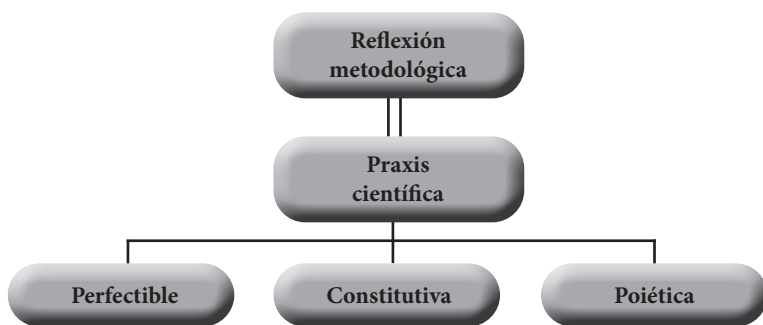 Reflexión
metodológica
Praxis
científica
Perfectible
Constitutiva
Poiética